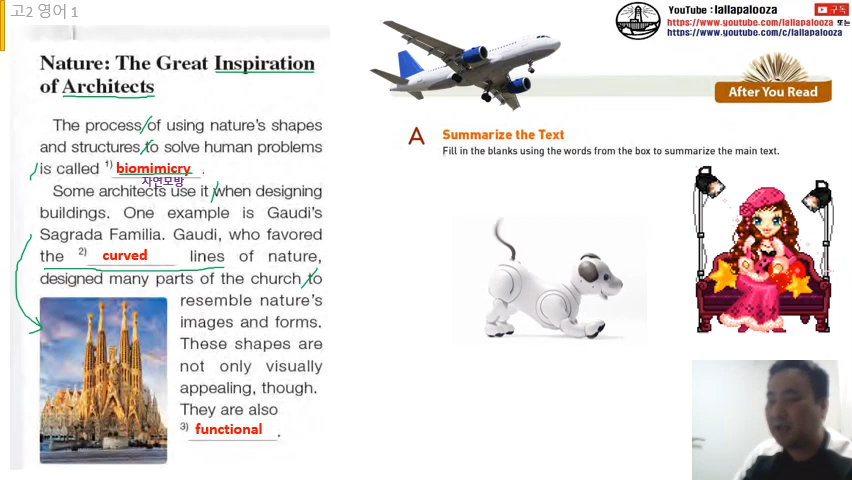 고2 영어 1
YouTube : lallapalooza
구독
https://www.youtube.com/lallapalooza 또는
https://www.youtube.com/c/lallapalooza
Nature: The Great Inspiration
of Architects
The process of using nature's shapes
and structures to solve human problems
is called 1) biomimicry.
자연모방
Some architects use it when designing
buildings. One example is Gaudi's
Sagrada Familia. Gaudi, who favored
the 2) curved lines of nature,
designed many parts of the church to
resemble nature's
images and forms.
These shapes are
not only visually
appealing, though.
They are also
3) functional.
After You Read
A Summarize the Text
Fill in the blanks using the words from the box to summarize the main text.